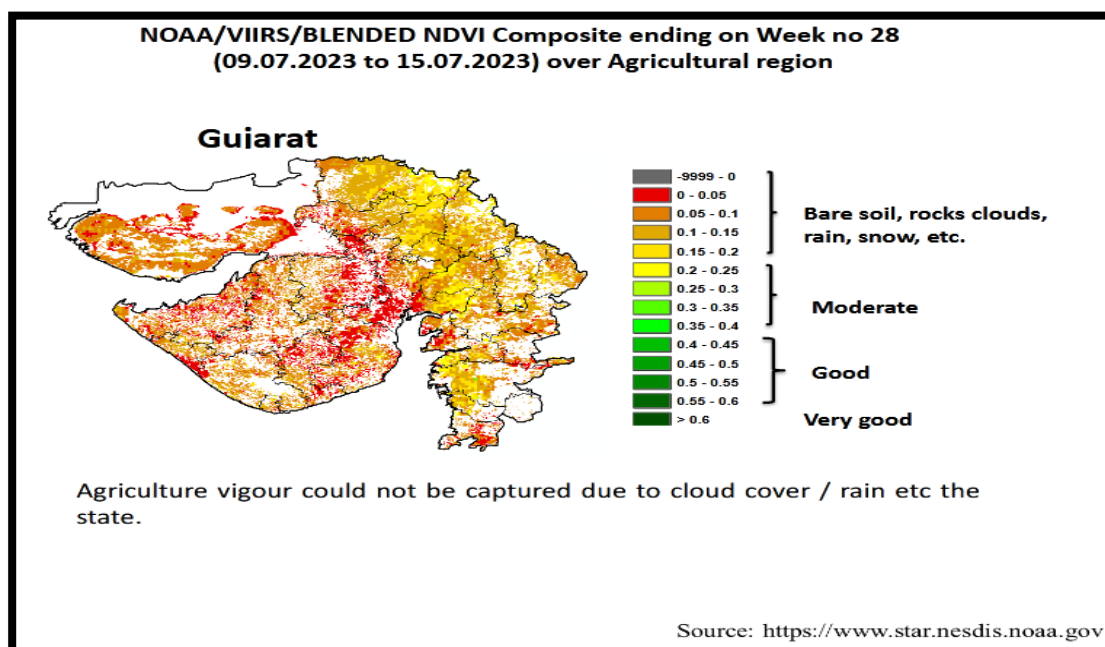 NOAA/VIIRS/BLENDED NDVI Composite ending on Week no 28
(09.07.2023 to 15.07.2023) over Agricultural region
Gujarat
-9999 - 0
0 - 0.05
0.05 - 0.1
0.1 - 0.15
0.15 - 0.2
0.2 - 0.25
0.25 - 0.3
0.3 - 0.35
0.35 - 0.4
0.4 - 0.45
0.45 - 0.5
0.5 - 0.55
0.55 - 0.6
> 0.6
Bare soil, rocks clouds,
rain, snow, etc.
Moderate
Good
Very good
Agriculture vigour could not be captured due to cloud cover / rain etc the
state.
Source: https://www.star.nesdis.noaa.gov